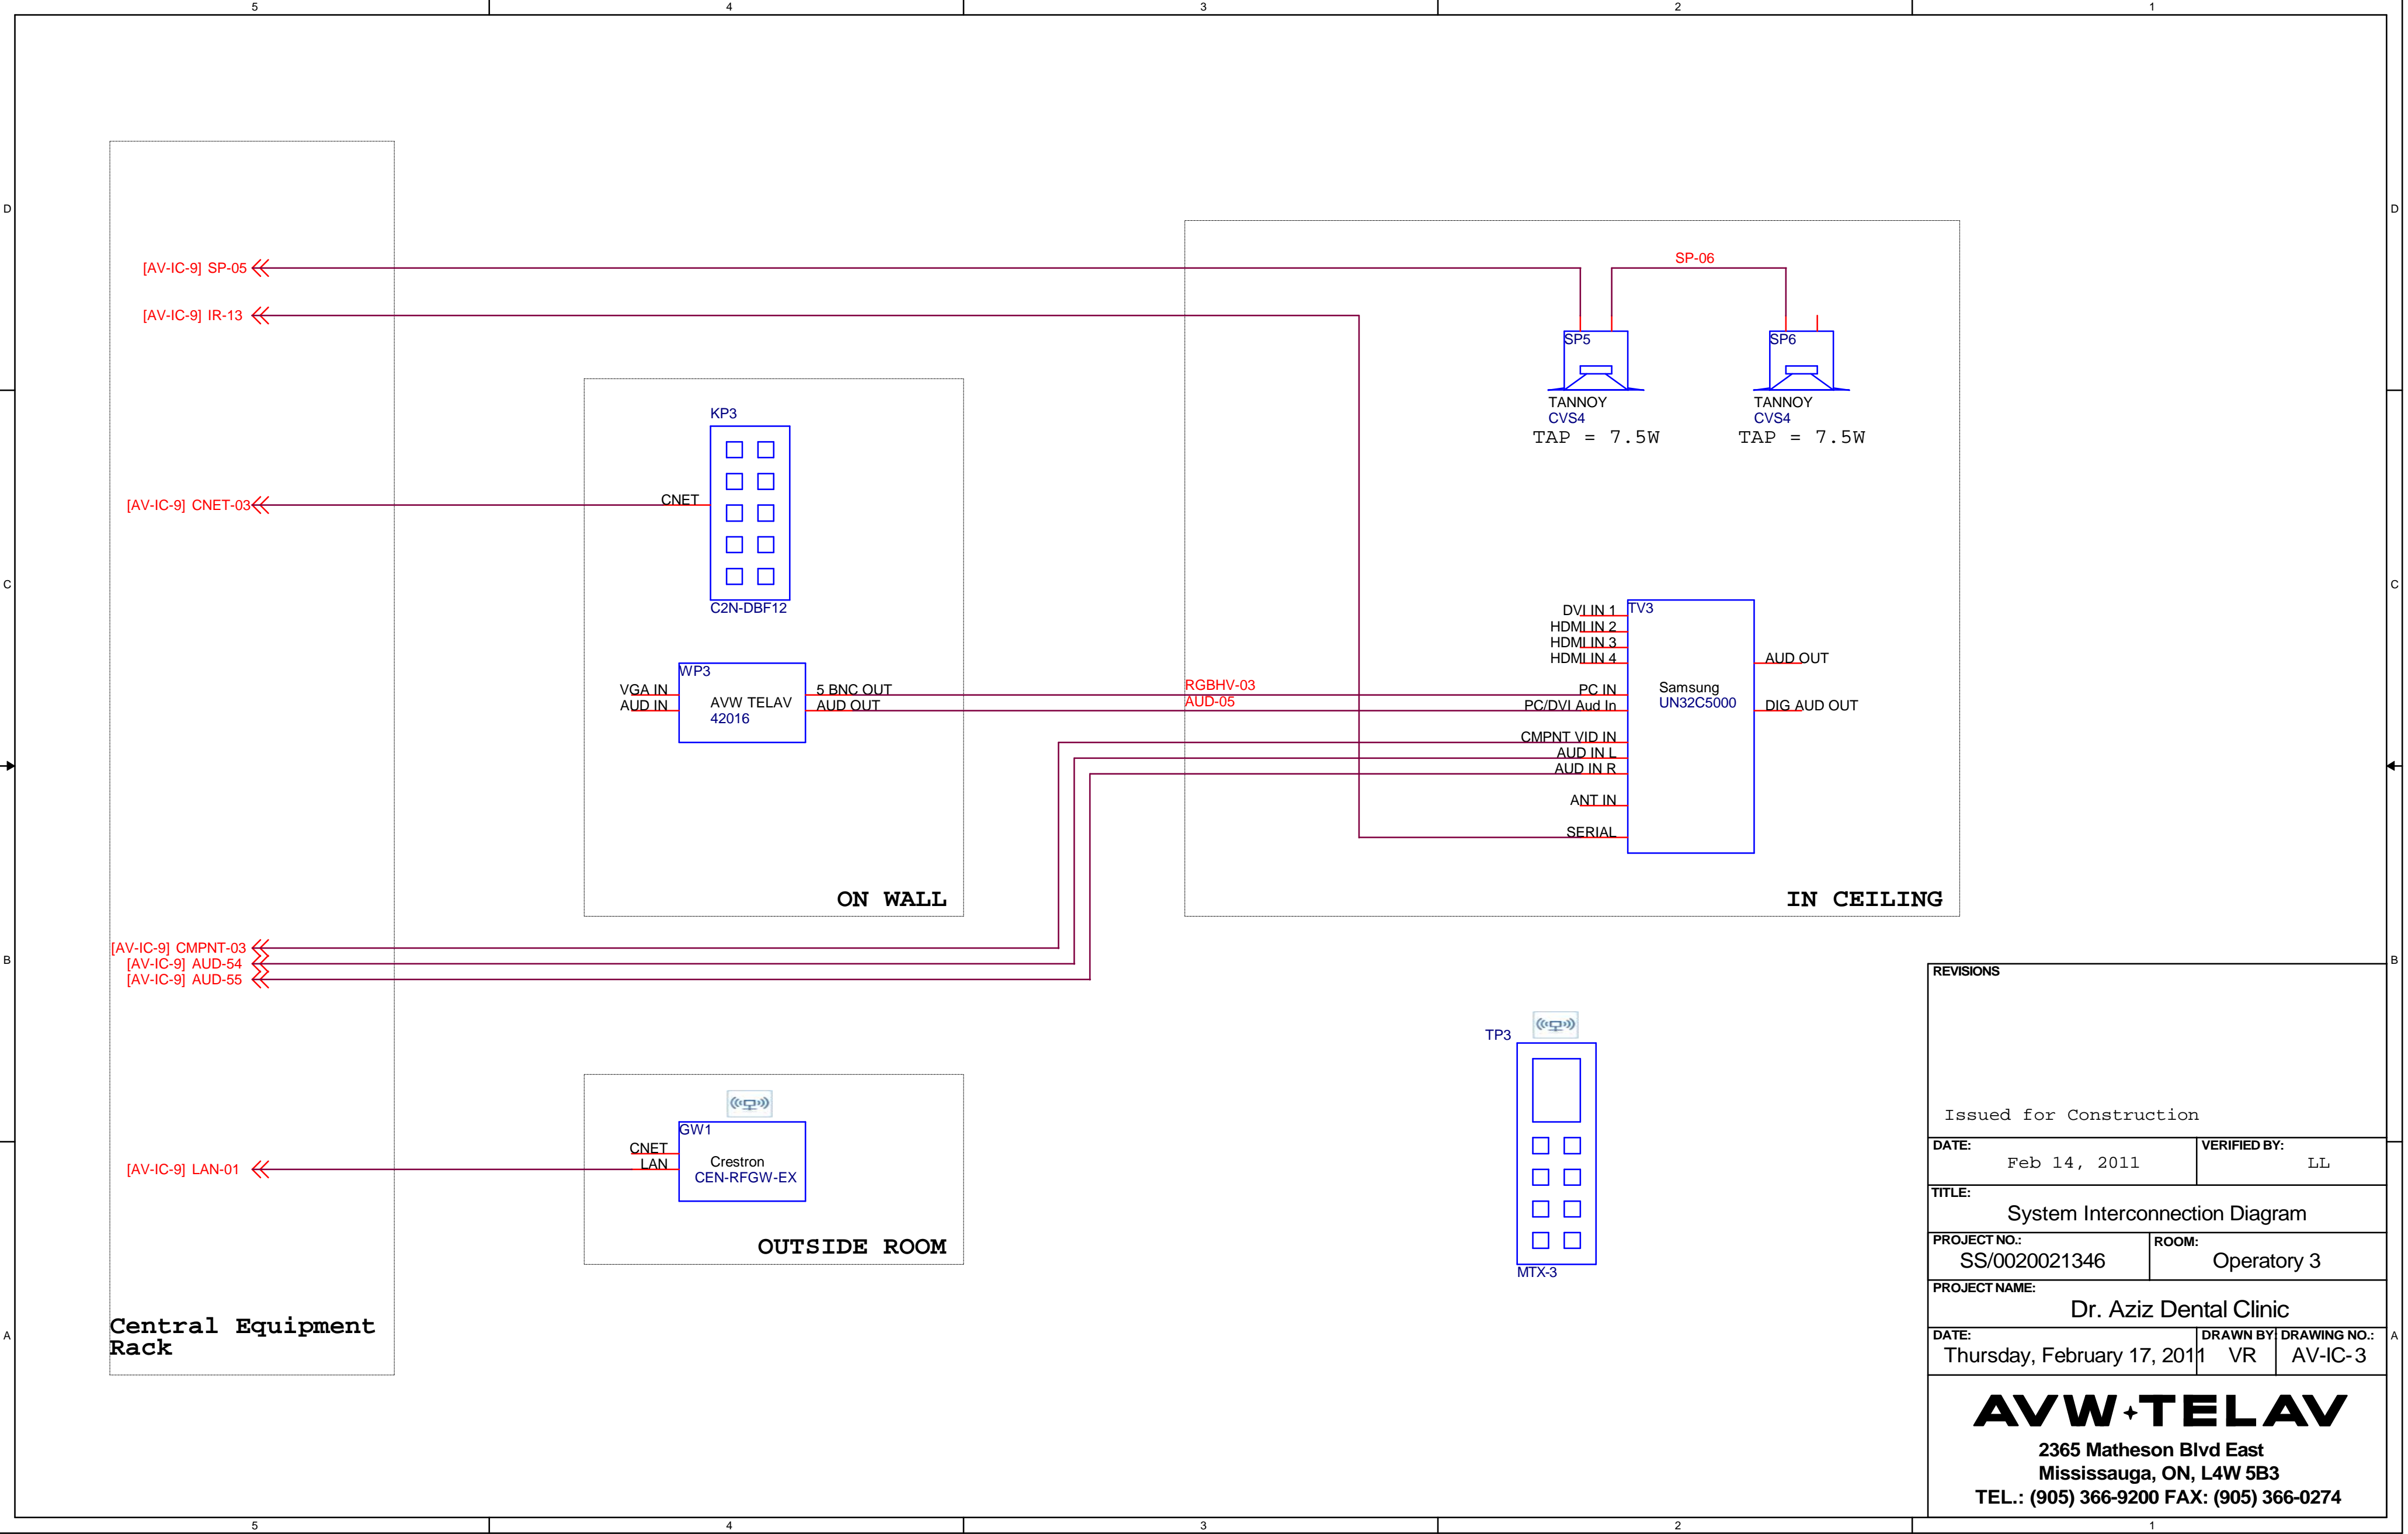 5 4 3 2 1
D D
[AV-IC-9] SP-05
SP-06
[AV-IC-9] IR-13
SP5 SP6
TANNOY TANNOY
CVS4 CVS4
TAP = 7.5W TAP = 7.5W
KP3
[AV-IC-9] CNET-03
CNET
C C
C2N-DBF12
WP3
VGA IN
AUD IN
AVW TELAV
42016
5 BNC OUT
AUD OUT
RGBHV-03
AUD-05
DVI IN 1
HDMI IN 2
HDMI IN 3
HDMI IN 4
PC IN
PC/DVI Aud In
CMPNT VID IN
AUD IN L
AUD IN R
ANT IN
SERIAL
TV3
Samsung
UN32C5000
AUD OUT
DIG AUD OUT
ON WALL
IN CEILING
[AV-IC-9] CMPNT-03
[AV-IC-9] AUD-54
[AV-IC-9] AUD-55
B B
GW1
CNET
LAN
Crestron
CEN-RFGW-EX
[AV-IC-9] LAN-01
OUTSIDE ROOM
TP3
MTX-3
Central Equipment
Rack
A A
REVISIONS
Issued for Construction
DATE: VERIFIED BY:
Feb 14, 2011 LL
TITLE:
System Interconnection Diagram
PROJECT NO.: ROOM:
SS/0020021346 Operatory 3
PROJECT NAME:
Dr. Aziz Dental Clinic
DATE: DRAWN BY: DRAWING NO.:
Thursday, February 17, 2011 VR AV-IC-3
AVW TELAV
2365 Matheson Blvd East
Mississauga, ON, L4W 5B3
TEL.: (905) 366-9200 FAX: (905) 366-0274
5 4 3 2 1